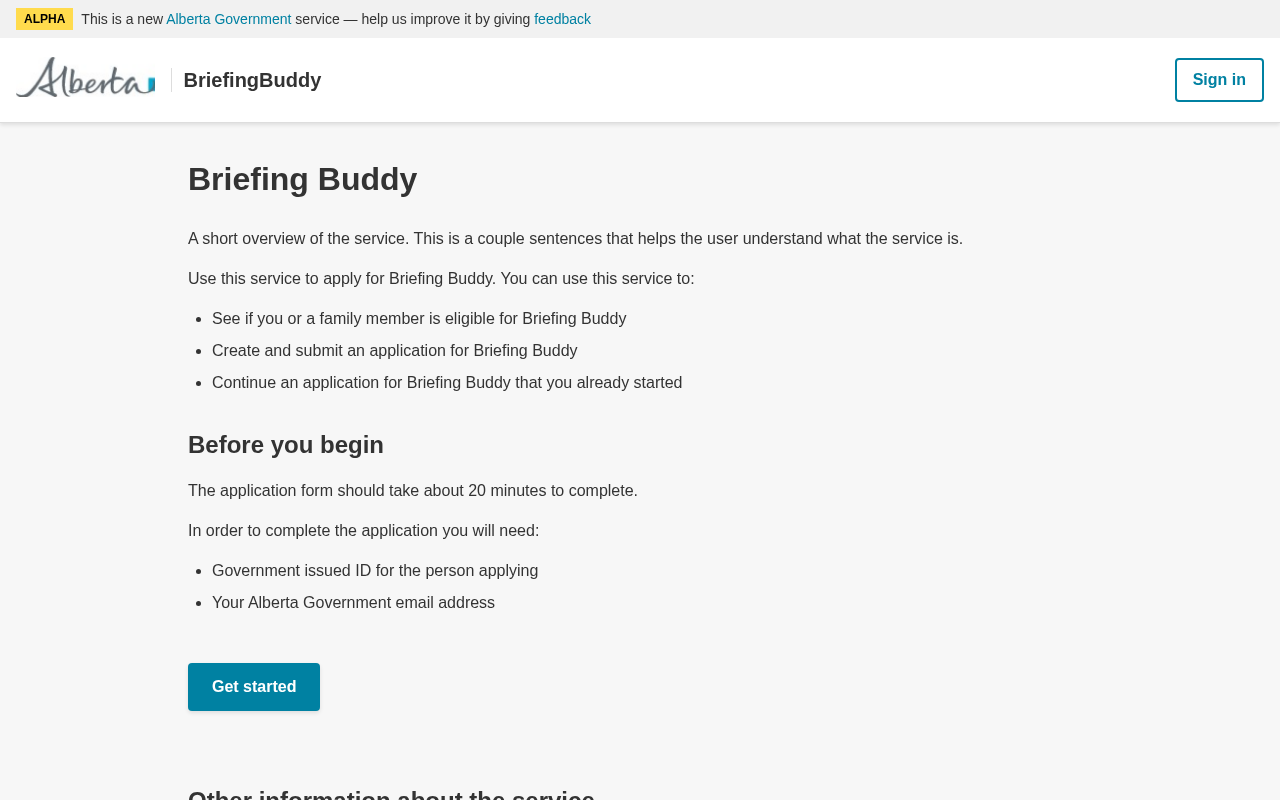 ALPHA This is a new Alberta Government service — help us improve it by giving feedback
Alberta BriefingBuddy Sign in
Briefing Buddy
A short overview of the service. This is a couple sentences that helps the user understand what the service is.
Use this service to apply for Briefing Buddy. You can use this service to:
• See if you or a family member is eligible for Briefing Buddy
• Create and submit an application for Briefing Buddy
• Continue an application for Briefing Buddy that you already started
Before you begin
The application form should take about 20 minutes to complete.
In order to complete the application you will need:
• Government issued ID for the person applying
• Your Alberta Government email address
Get started
Other information about the service